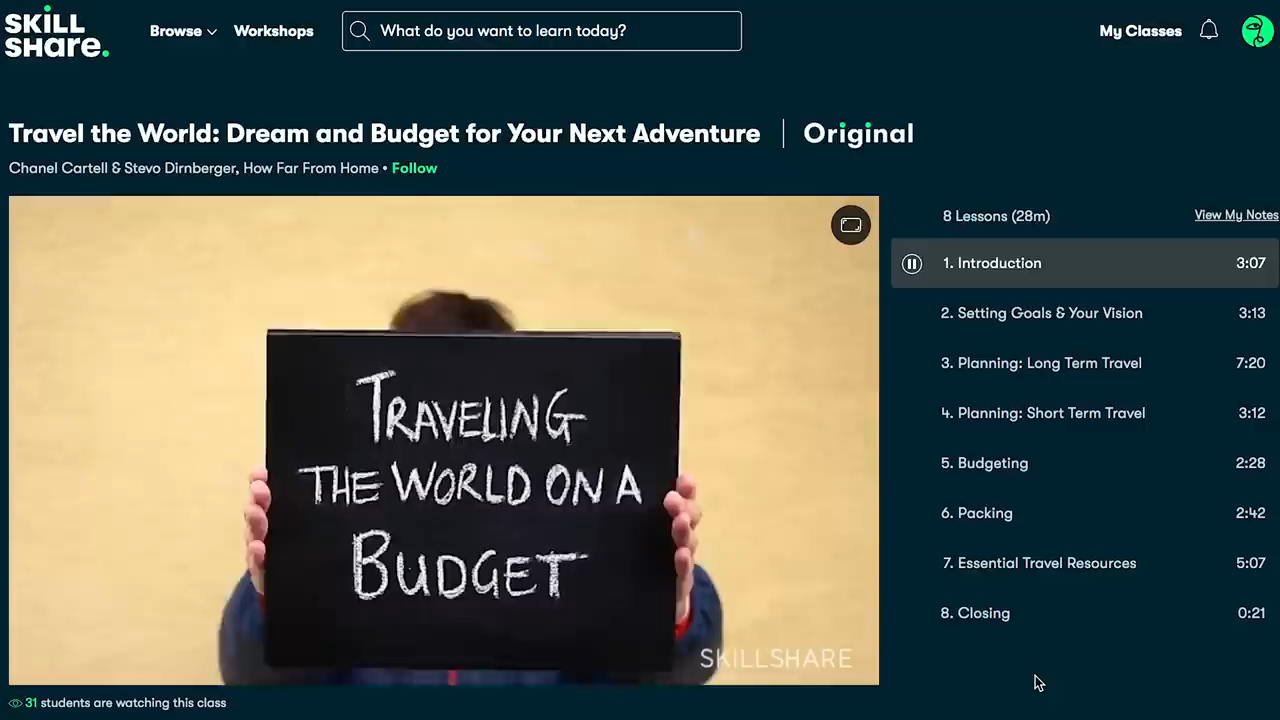 SKILL
SHare.
Browse
Workshops
What do you want to learn today?
My Classes
Travel the World: Dream and Budget for Your Next Adventure
Original
Chanel Cartell & Stevo Dirnberger, How Far From Home • Follow
TRAVELING
THE WORLD ON A
BUDGET
SKILLSHARE
31 students are watching this class
8 Lessons (28m)
View My Notes
1. Introduction 3:07
2. Setting Goals & Your Vision 3:13
3. Planning: Long Term Travel 7:20
4. Planning: Short Term Travel 3:12
5. Budgeting 2:28
6. Packing 2:42
7. Essential Travel Resources 5:07
8. Closing 0:21